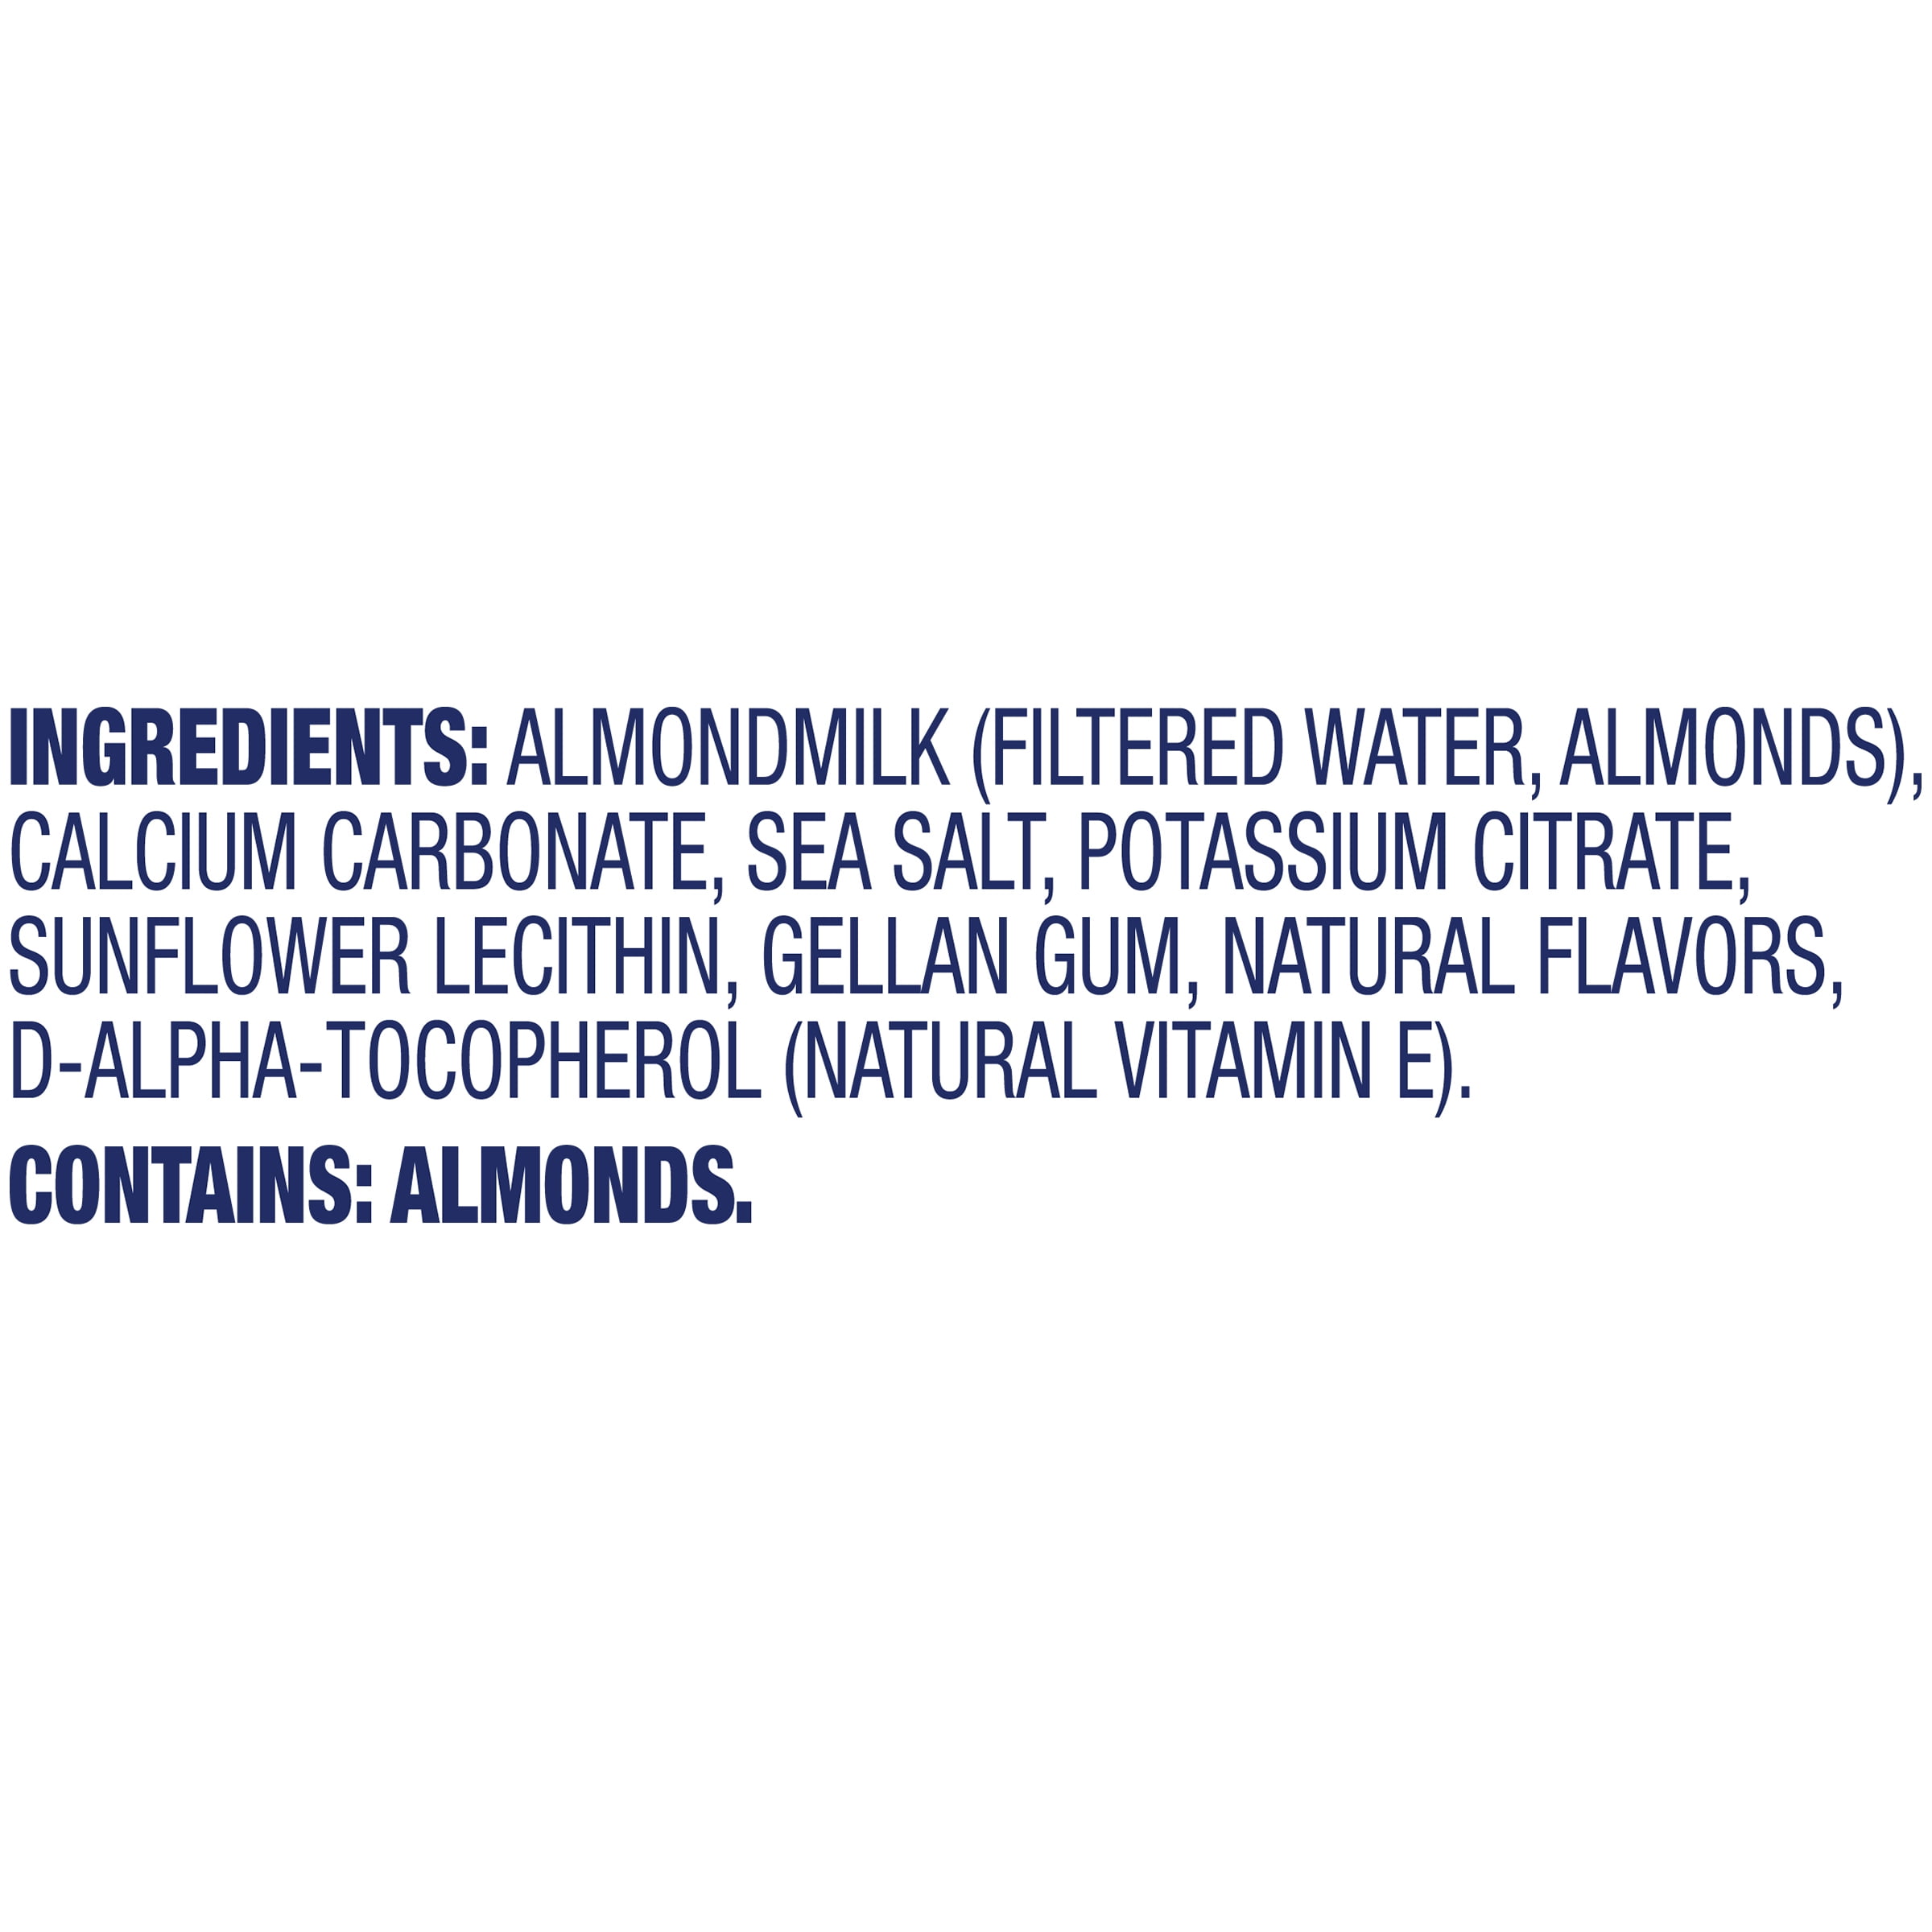 INGREDIENTS: ALMONDMILK (FILTERED WATER, ALMONDS),
CALCIUM CARBONATE, SEA SALT, POTASSIUM CITRATE,
SUNFLOWER LECITHIN, GELLAN GUM, NATURAL FLAVORS,
D-ALPHA-TOCOPHEROL (NATURAL VITAMIN E).
CONTAINS: ALMONDS.